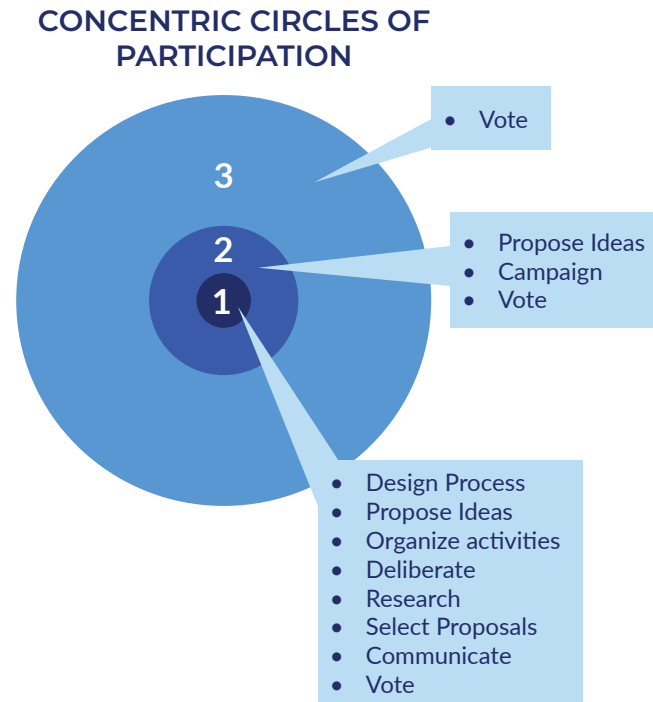 CONCENTRIC CIRCLES OF
PARTICIPATION
• Vote
3
2
• Propose Ideas
• Campaign
• Vote
1
• Design Process
• Propose Ideas
• Organize activities
• Deliberate
• Research
• Select Proposals
• Communicate
• Vote